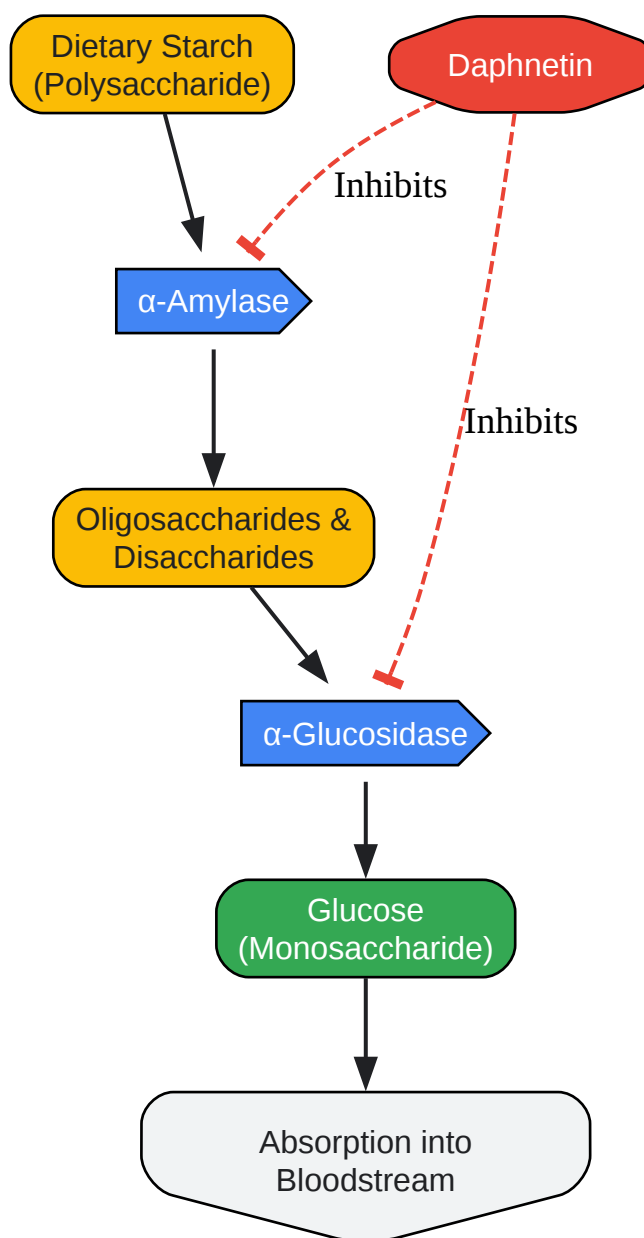 Dietary Starch
(Polysaccharide)
Daphnetin
Inhibits
α-Amylase
Inhibits
Oligosaccharides &
Disaccharides
α-Glucosidase
Glucose
(Monosaccharide)
Absorption into
Bloodstream